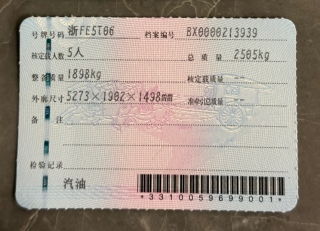 号牌号码 浙FE5T06 档案编号 BX0000213939
核定载人数 5人 总质量 2505kg
整备质量 1898kg 核定载质量 --
外廓尺寸 5273×1902×1498mm 准牵引总质量 --
备注
检验记录
汽油
*3310059699001*